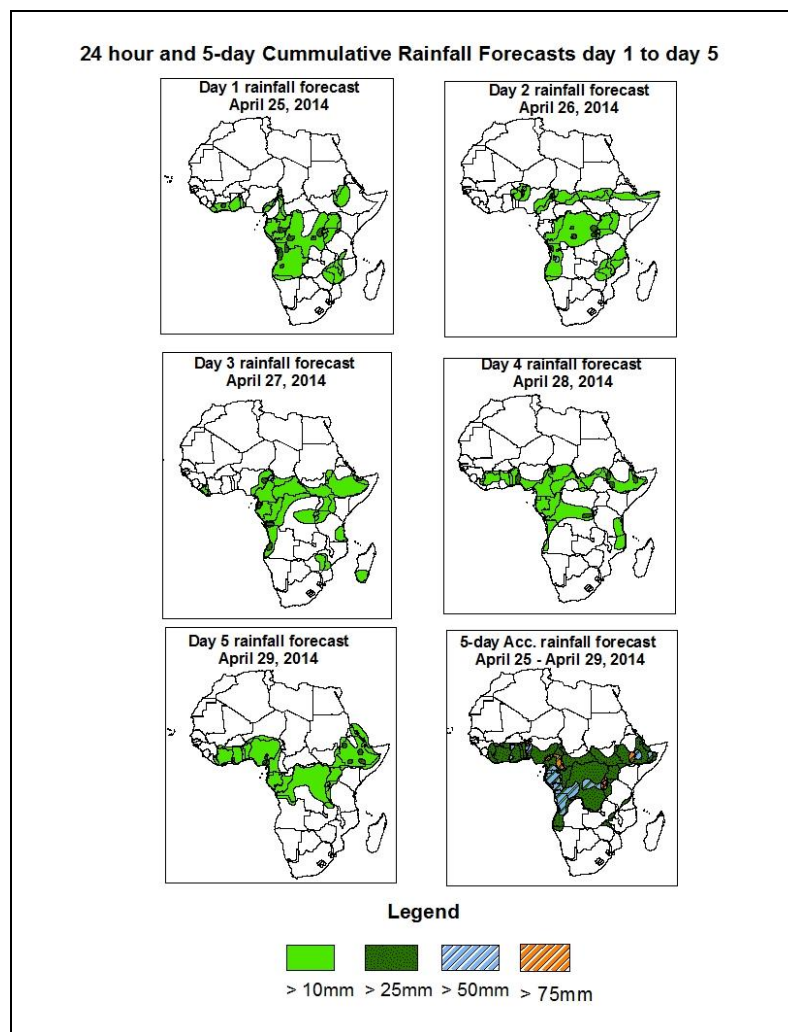 24 hour and 5-day Cummulative Rainfall Forecasts day 1 to day 5
Day 1 rainfall forecast
April 25, 2014
Day 2 rainfall forecast
April 26, 2014
Day 3 rainfall forecast
April 27, 2014
Day 4 rainfall forecast
April 28, 2014
Day 5 rainfall forecast
April 29, 2014
5-day Acc. rainfall forecast
April 25 - April 29, 2014
Legend
> 10mm > 25mm > 50mm > 75mm